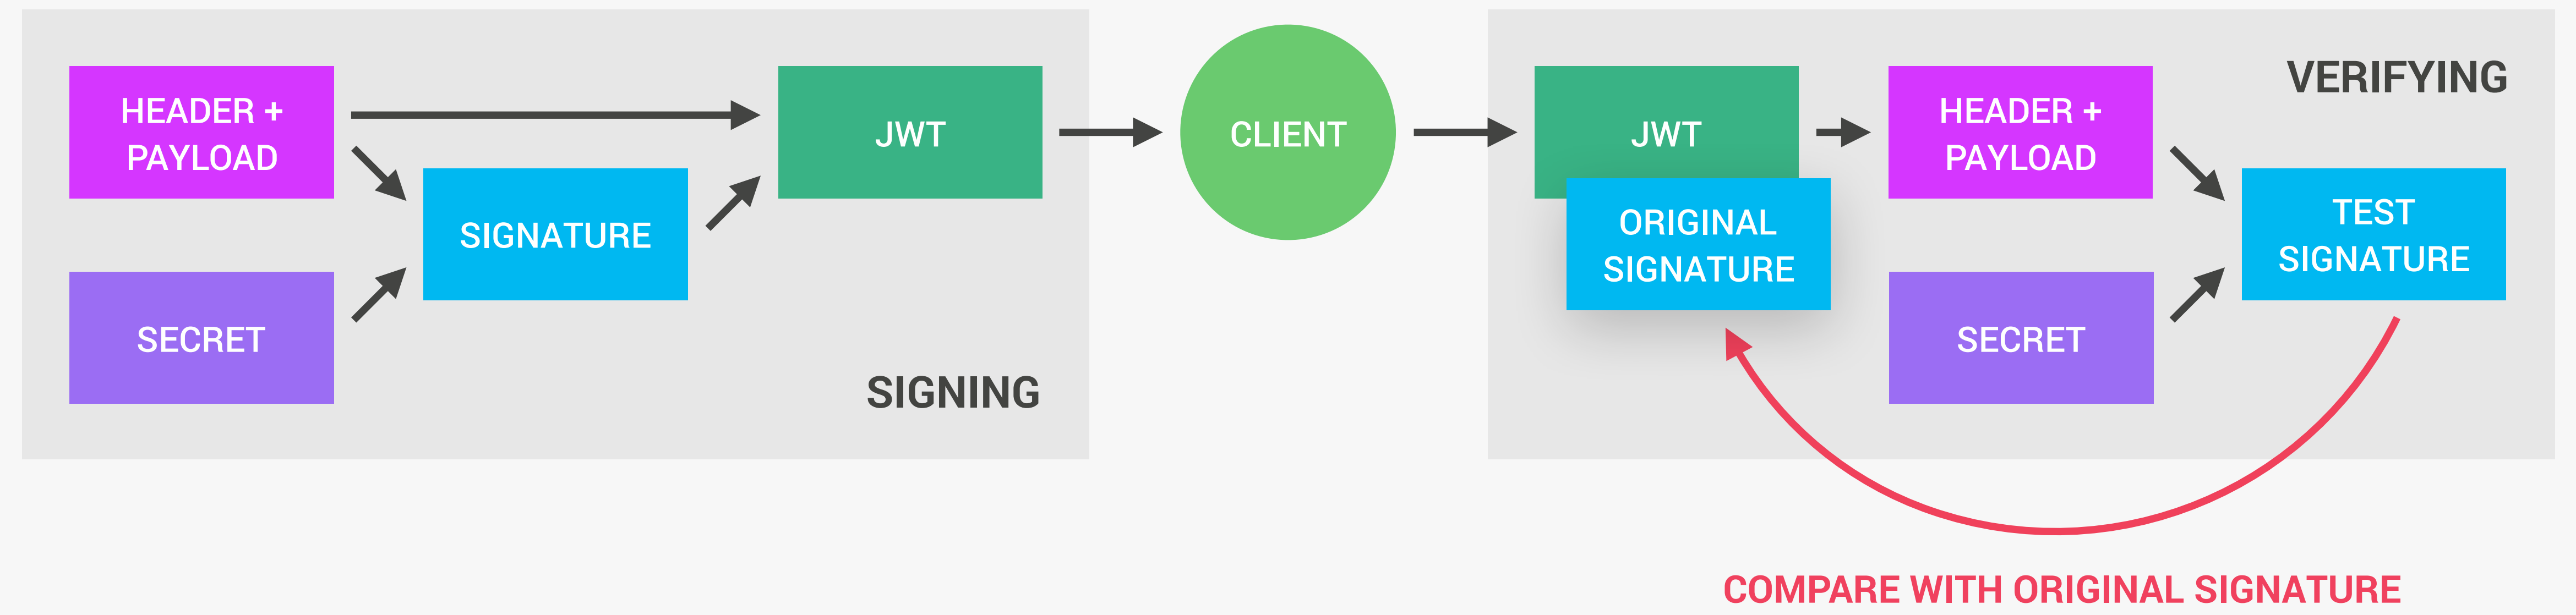 HEADER +
PAYLOAD
SECRET
SIGNATURE
JWT
SIGNING
CLIENT
VERIFYING
JWT
ORIGINAL
SIGNATURE
HEADER +
PAYLOAD
SECRET
TEST
SIGNATURE
COMPARE WITH ORIGINAL SIGNATURE